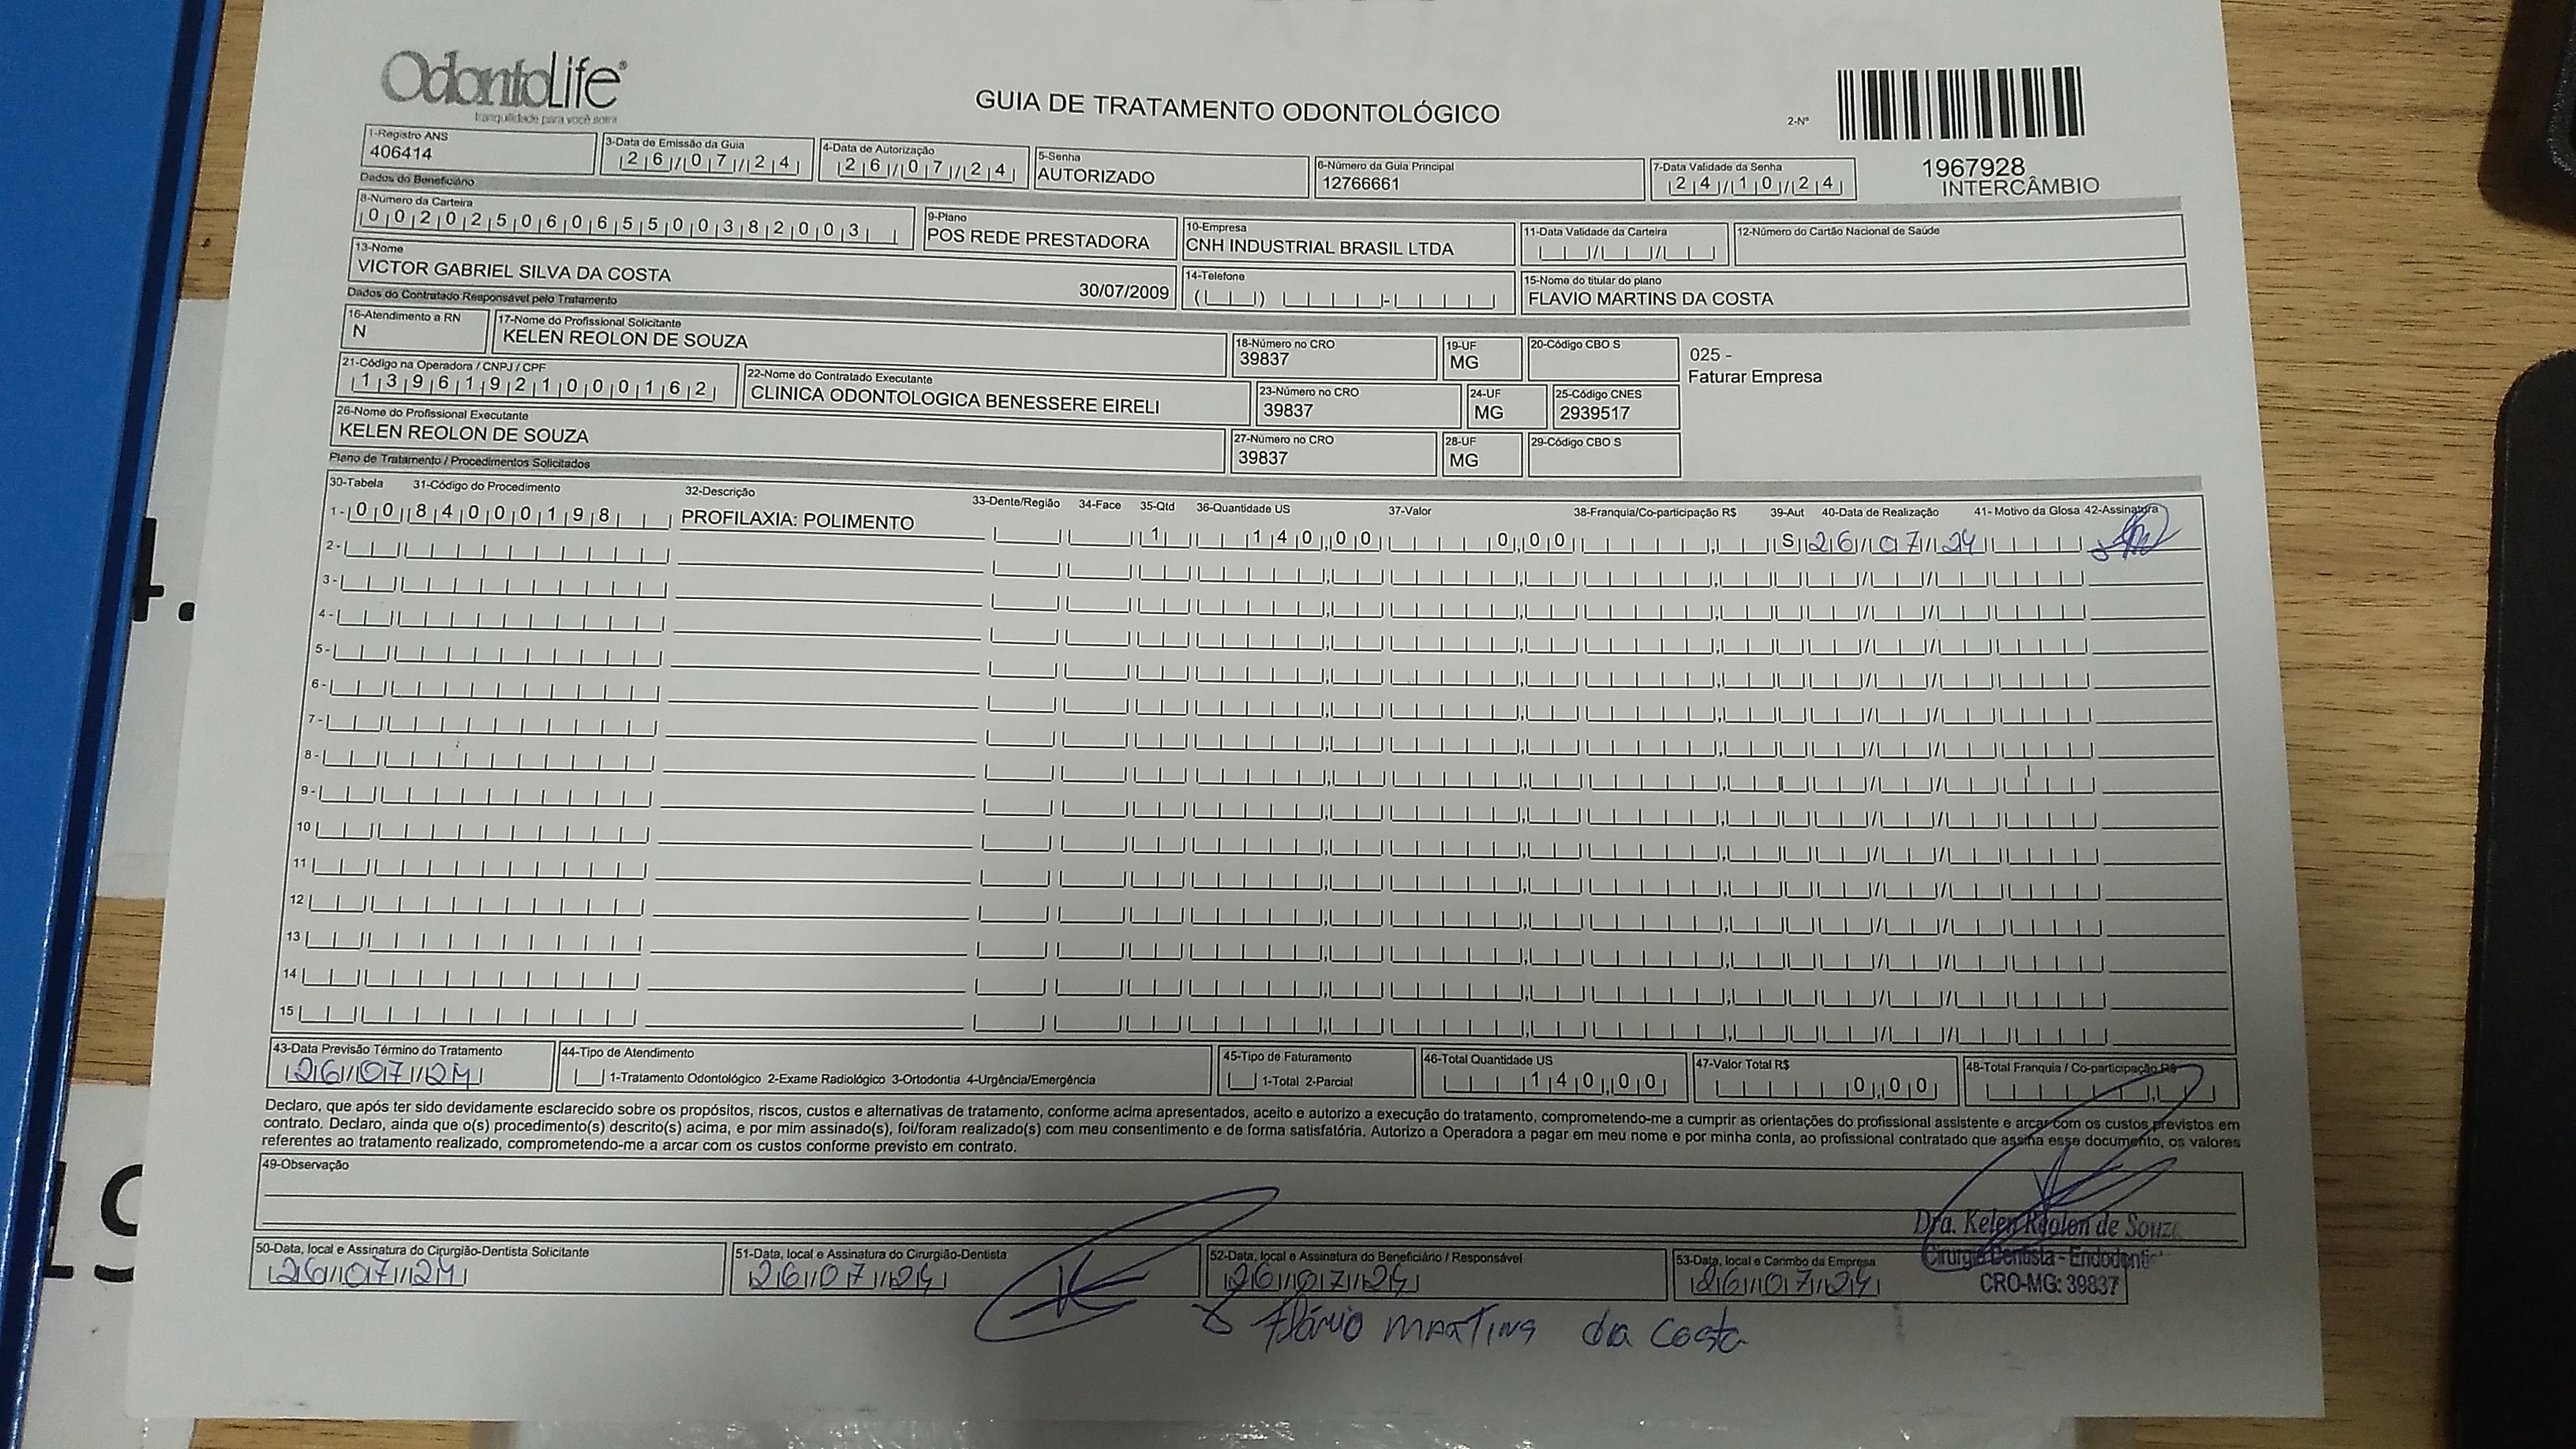 OdontoLife®
tranquilidade para você sorrir
GUIA DE TRATAMENTO ODONTOLÓGICO
2-Nº
1967928
INTERCÂMBIO
1-Registro ANS
406414
3-Data de Emissão da Guia
26/07/24
4-Data de Autorização
26/07/24
5-Senha
AUTORIZADO
6-Número da Guia Principal
12766661
7-Data Validade da Senha
24/10/24
Dados do Beneficiário
8-Número da Carteira
00202506065500382003
9-Plano
POS REDE PRESTADORA
10-Empresa
CNH INDUSTRIAL BRASIL LTDA
11-Data Validade da Carteira
12-Número do Cartão Nacional de Saúde
13-Nome
VICTOR GABRIEL SILVA DA COSTA
30/07/2009
14-Telefone
15-Nome do titular do plano
FLAVIO MARTINS DA COSTA
Dados do Contratado Responsável pelo Tratamento
16-Atendimento a RN
N
17-Nome do Profissional Solicitante
KELEN REOLON DE SOUZA
18-Número no CRO
39837
19-UF
MG
20-Código CBO S
025 -
Faturar Empresa
21-Código na Operadora / CNPJ / CPF
13961921000162
22-Nome do Contratado Executante
CLINICA ODONTOLOGICA BENESSERE EIRELI
23-Número no CRO
39837
24-UF
MG
25-Código CNES
2939517
26-Nome do Profissional Executante
KELEN REOLON DE SOUZA
27-Número no CRO
39837
28-UF
MG
29-Código CBO S
Plano de Tratamento / Procedimentos Solicitados
30-Tabela 31-Código do Procedimento 32-Descrição 33-Dente/Região 34-Face 35-Qtd 36-Quantidade US 37-Valor 38-Franquia/Co-participação R$ 39-Aut 40-Data de Realização 41- Motivo da Glosa 42-Assinatura
1- 00 84000198 PROFILAXIA: POLIMENTO 1 140,00 0,00 S 26/07/24
2-
3-
4-
5-
6-
7-
8-
9-
10
11
12
13
14
15
43-Data Previsão Término do Tratamento
26/07/24
44-Tipo de Atendimento
1-Tratamento Odontológico 2-Exame Radiológico 3-Ortodontia 4-Urgência/Emergência
45-Tipo de Faturamento
1-Total 2-Parcial
46-Total Quantidade US
140,00
47-Valor Total R$
0,00
48-Total Franquia / Co-participação R$
Declaro, que após ter sido devidamente esclarecido sobre os propósitos, riscos, custos e alternativas de tratamento, conforme acima apresentados, aceito e autorizo a execução do tratamento, comprometendo-me a cumprir as orientações do profissional assistente e arcar com os custos previstos em
contrato. Declaro, ainda que o(s) procedimento(s) descrito(s) acima, e por mim assinado(s), foi/foram realizado(s) com meu consentimento e de forma satisfatória. Autorizo a Operadora a pagar em meu nome e por minha conta, ao profissional contratado que assina esse documento, os valores
referentes ao tratamento realizado, comprometendo-me a arcar com os custos conforme previsto em contrato.
49-Observação
Dra. Kelen Reolon de Souza
Cirurgiã Dentista - Endodontis
CRO-MG: 39837
50-Data, local e Assinatura do Cirurgião-Dentista Solicitante
26/07/24
51-Data, local e Assinatura do Cirurgião-Dentista
26/07/24
52-Data, local e Assinatura do Beneficiário / Responsável
26/07/24
53-Data, local e Carimbo da Empresa
26/07/24
Flávio Martins da Costa
4.
19